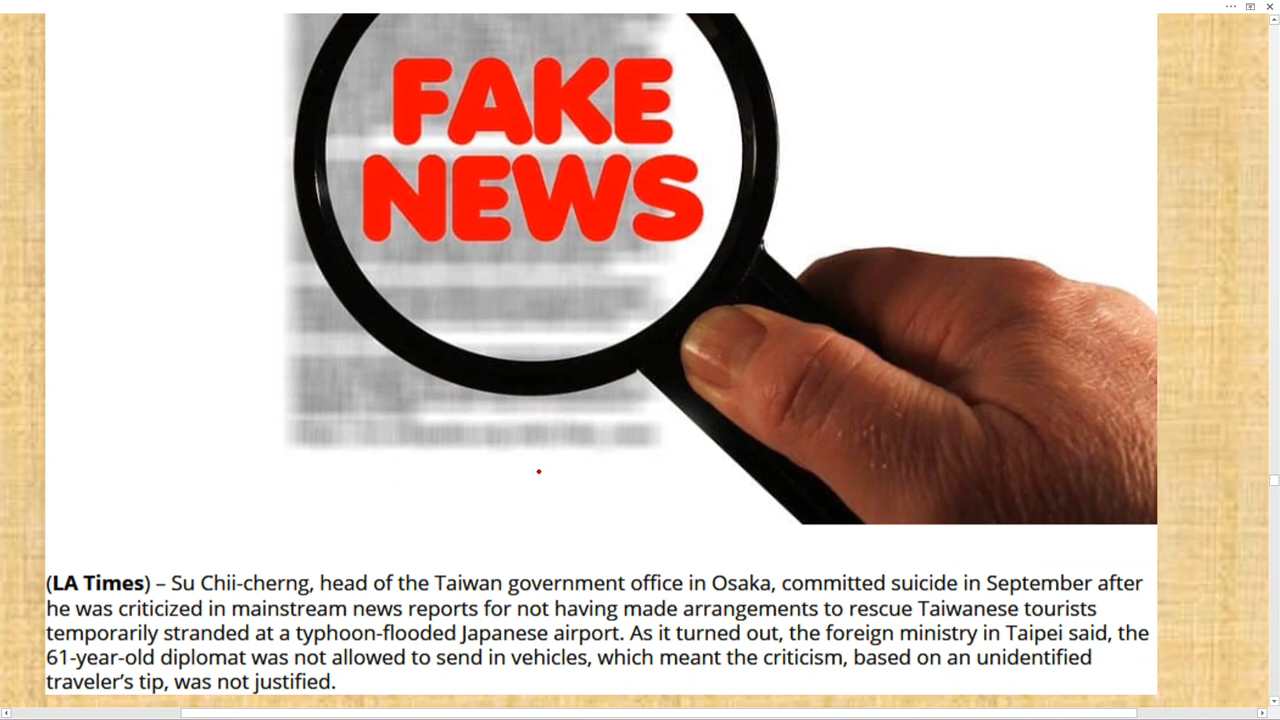 FAKE
NEWS
(LA Times) – Su Chii-cherng, head of the Taiwan government office in Osaka, committed suicide in September after
he was criticized in mainstream news reports for not having made arrangements to rescue Taiwanese tourists
temporarily stranded at a typhoon-flooded Japanese airport. As it turned out, the foreign ministry in Taipei said, the
61-year-old diplomat was not allowed to send in vehicles, which meant the criticism, based on an unidentified
traveler's tip, was not justified.